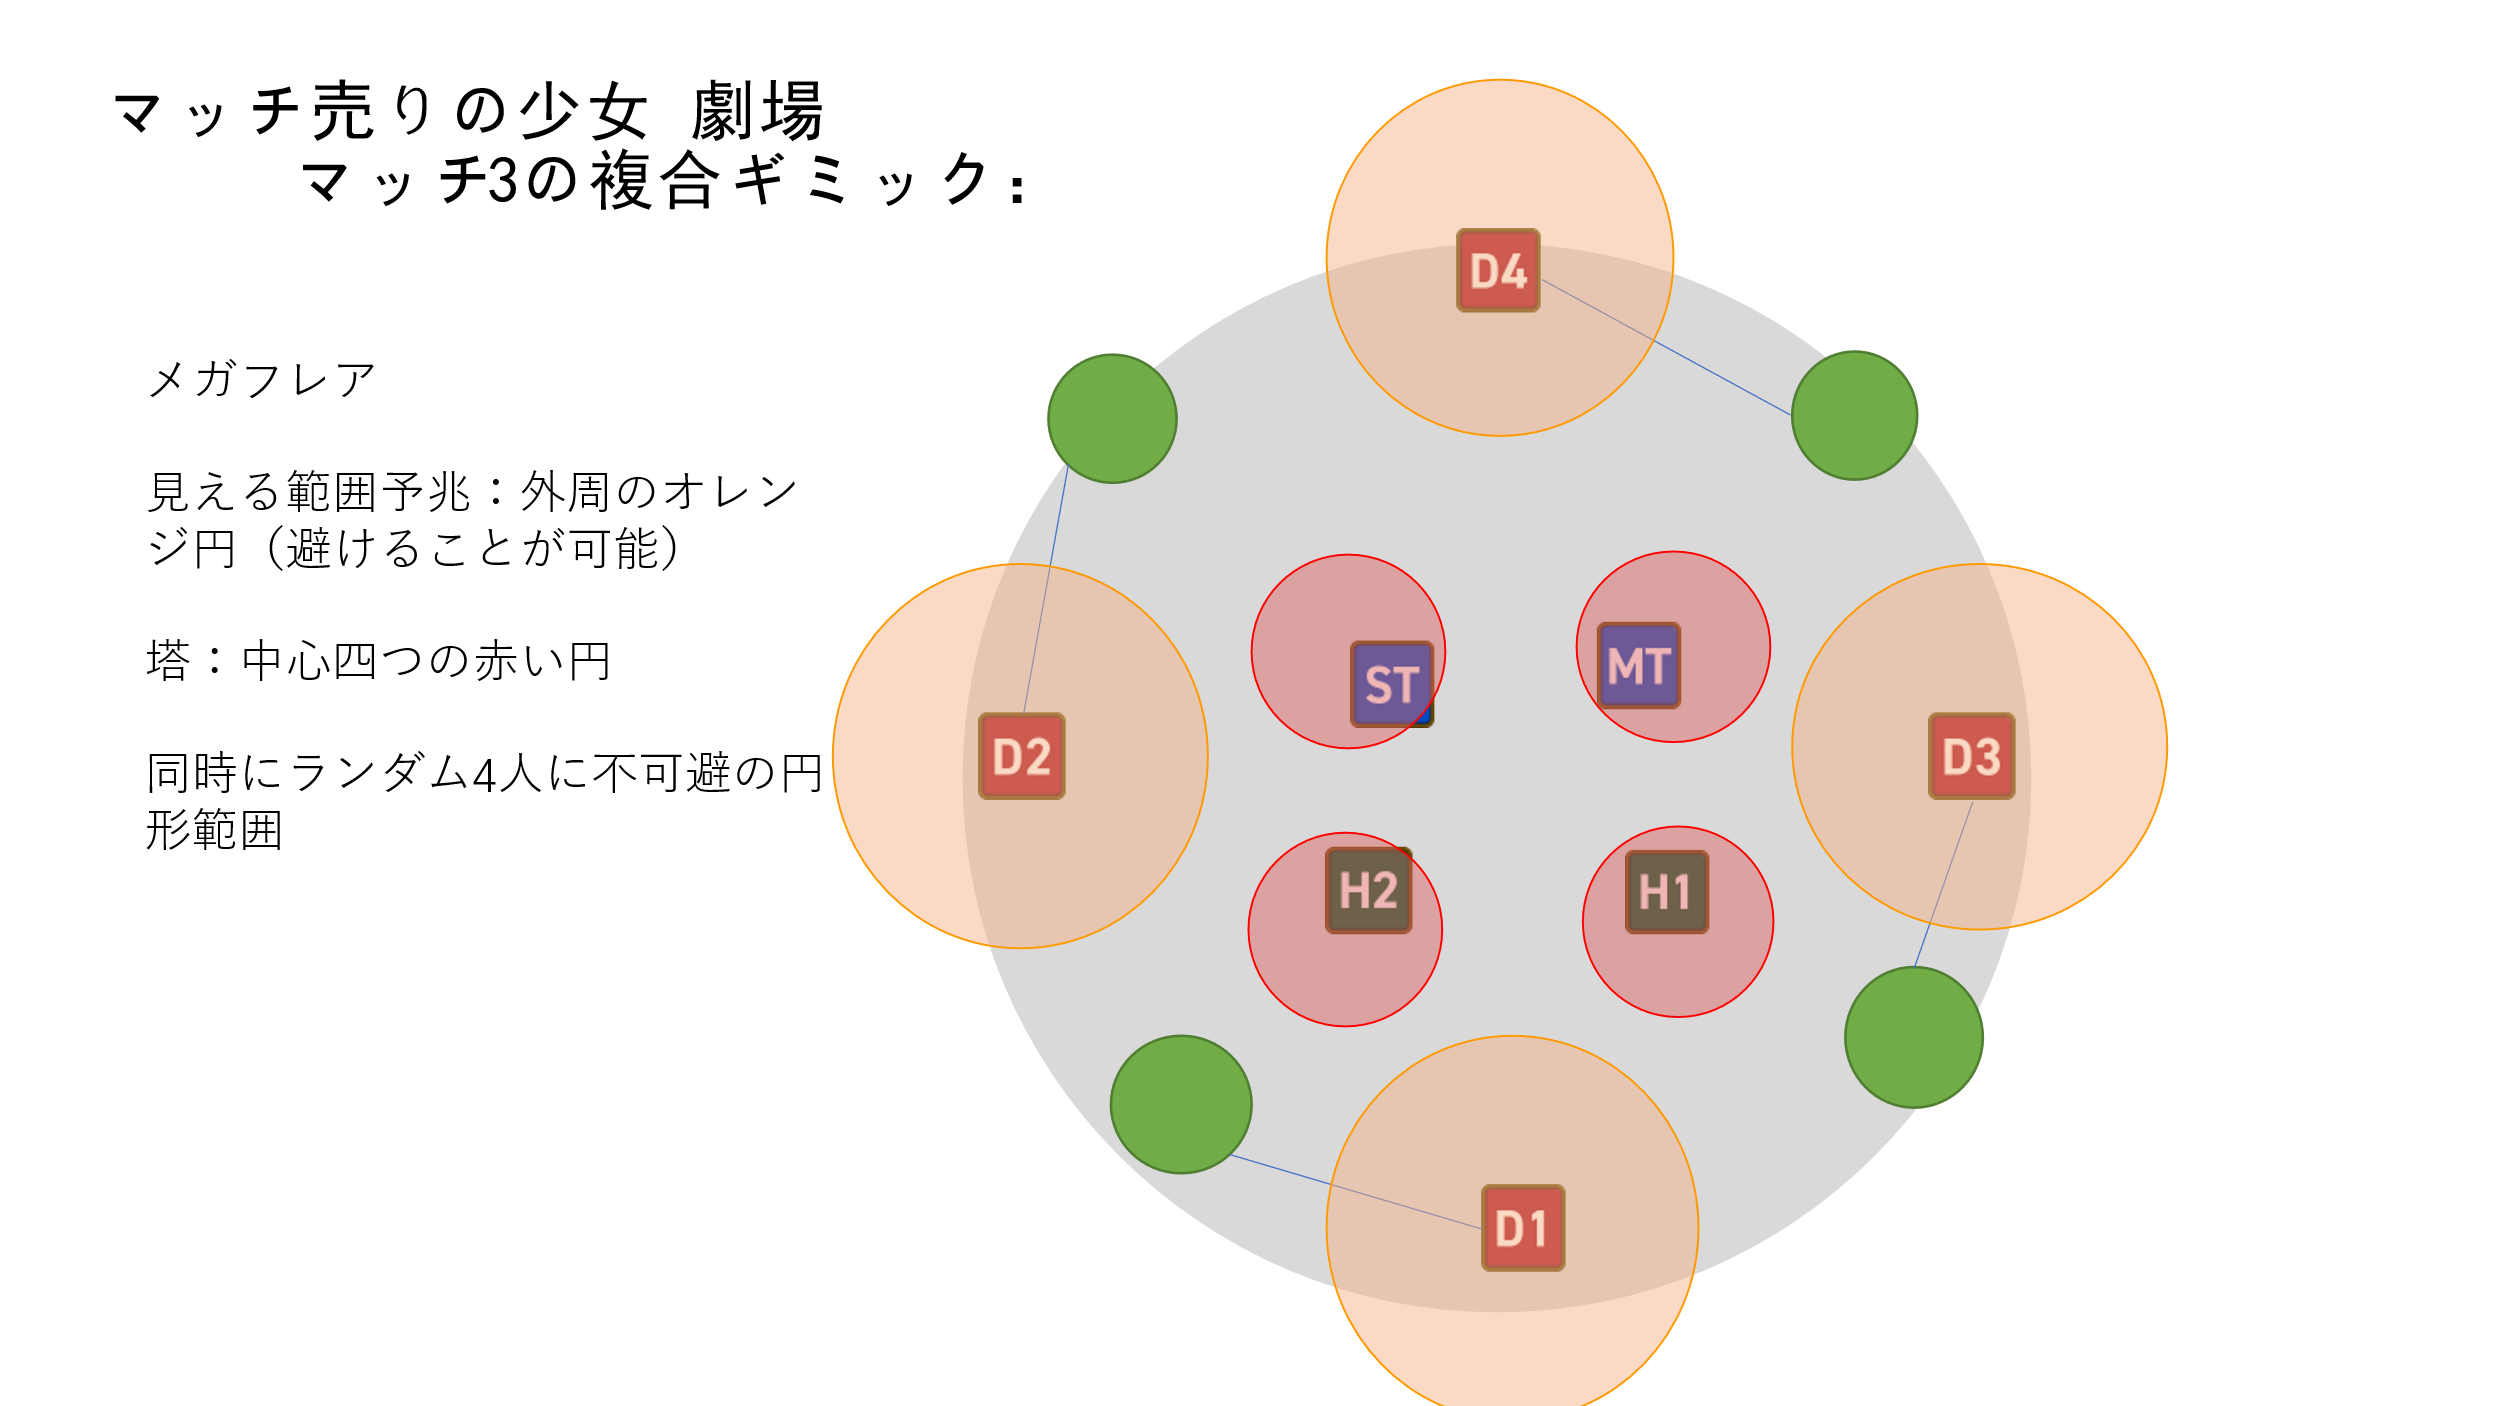 マッチ売りの少女 劇場
マッチ3の複合ギミック:
メガフレア
見える範囲予兆：外周のオレン
ジ円（避けることが可能）
塔：中心四つの赤い円
同時にランダム4人に不可避の円
形範囲
D4
ST
MT
D2
D3
H2
H1
D1